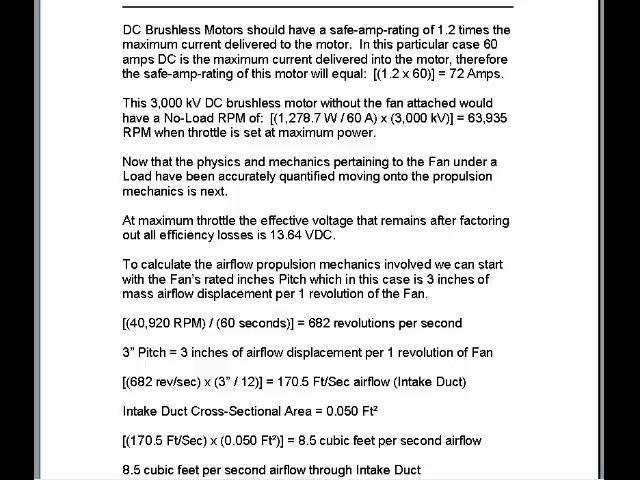 DC Brushless Motors should have a safe-amp-rating of 1.2 times the
maximum current delivered to the motor.  In this particular case 60
amps DC is the maximum current delivered into the motor, therefore
the safe-amp-rating of this motor will equal:  [(1.2 x 60)] = 72 Amps.
This 3,000 kV DC brushless motor without the fan attached would
have a No-Load RPM of:  [(1,278.7 W / 60 A) x (3,000 kV)] = 63,935
RPM when throttle is set at maximum power.
Now that the physics and mechanics pertaining to the Fan under a
Load have been accurately quantified moving onto the propulsion
mechanics is next.
At maximum throttle the effective voltage that remains after factoring
out all efficiency losses is 13.64 VDC.
To calculate the airflow propulsion mechanics involved we can start
with the Fan's rated inches Pitch which in this case is 3 inches of
mass airflow displacement per 1 revolution of the Fan.
[(40,920 RPM) / (60 seconds)] = 682 revolutions per second
3” Pitch = 3 inches of airflow displacement per 1 revolution of Fan
[(682 rev/sec) x (3” / 12)] = 170.5 Ft/Sec airflow (Intake Duct)
Intake Duct Cross-Sectional Area = 0.050 Ft²
[(170.5 Ft/Sec) x (0.050 Ft²)] = 8.5 cubic feet per second airflow
8.5 cubic feet per second airflow through Intake Duct